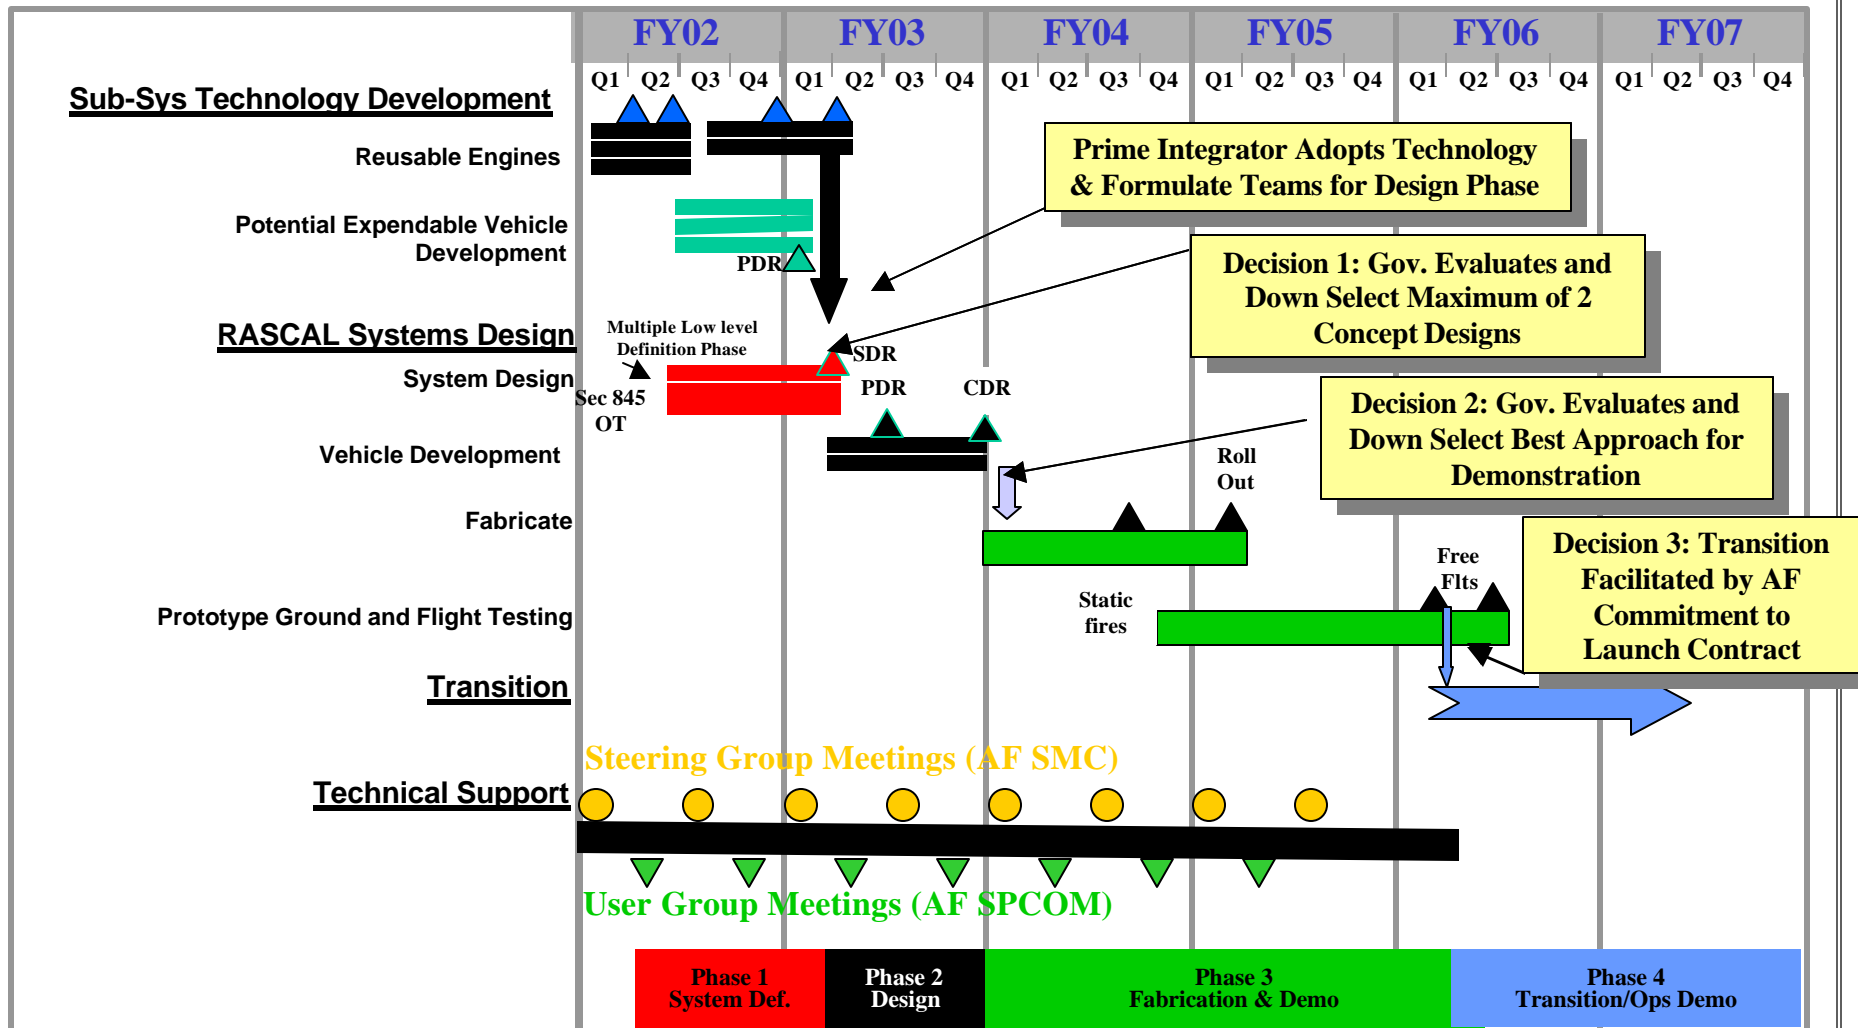 FY02 FY03 FY04 FY05 FY06 FY07
Q1 Q2 Q3 Q4 Q1 Q2 Q3 Q4 Q1 Q2 Q3 Q4 Q1 Q2 Q3 Q4 Q1 Q2 Q3 Q4 Q1 Q2 Q3 Q4
Sub-Sys Technology Development
Reusable Engines
Prime Integrator Adopts Technology
& Formulate Teams for Design Phase
Potential Expendable Vehicle
Development
PDR
Decision 1: Gov. Evaluates and
Down Select Maximum of 2
Concept Designs
RASCAL Systems Design
Multiple Low level
Definition Phase
SDR
System Design
Sec 845
OT
PDR
CDR
Decision 2: Gov. Evaluates and
Down Select Best Approach for
Demonstration
Vehicle Development
Roll
Out
Fabricate
Decision 3: Transition
Facilitated by AF
Commitment to
Launch Contract
Free
Flts
Static
fires
Prototype Ground and Flight Testing
Transition
Steering Group Meetings (AF SMC)
Technical Support
User Group Meetings (AF SPCOM)
Phase 1
System Def.
Phase 2
Design
Phase 3
Fabrication & Demo
Phase 4
Transition/Ops Demo